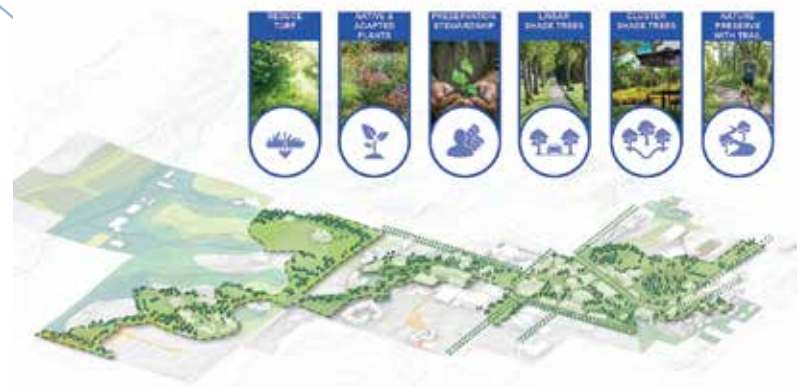 REDUCE
TURF
NATIVE &
ADAPTED
PLANTS
PRESERVATION
STEWARDSHIP
LINEAR
SHADE TREES
CLUSTER
SHADE TREES
NATURE
PRESERVE
WITH TRAIL